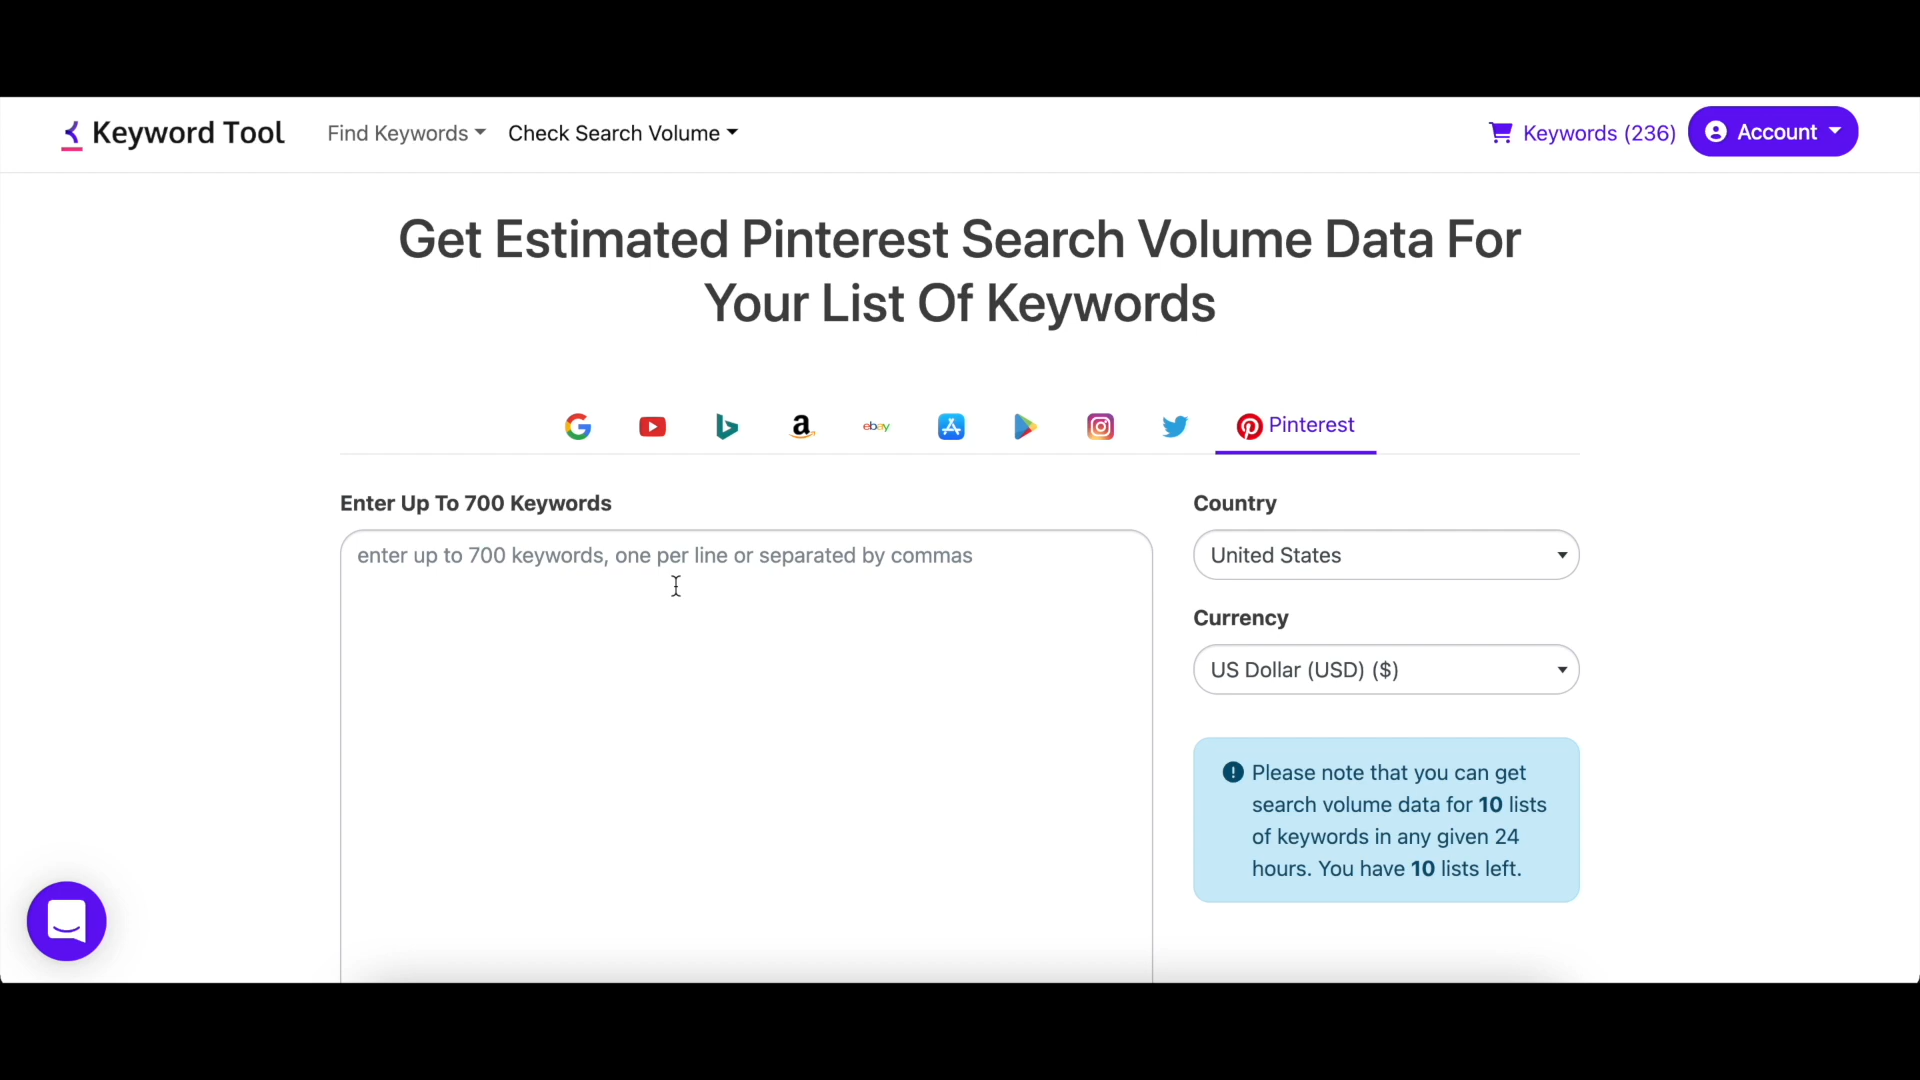 Keyword Tool
Find Keywords
Check Search Volume
Keywords (236)
Account
Get Estimated Pinterest Search Volume Data For
Your List Of Keywords
a
ebay
Pinterest
Enter Up To 700 Keywords
enter up to 700 keywords, one per line or separated by commas
Country
United States
Currency
US Dollar (USD) ($)
Please note that you can get
search volume data for 10 lists
of keywords in any given 24
hours. You have 10 lists left.